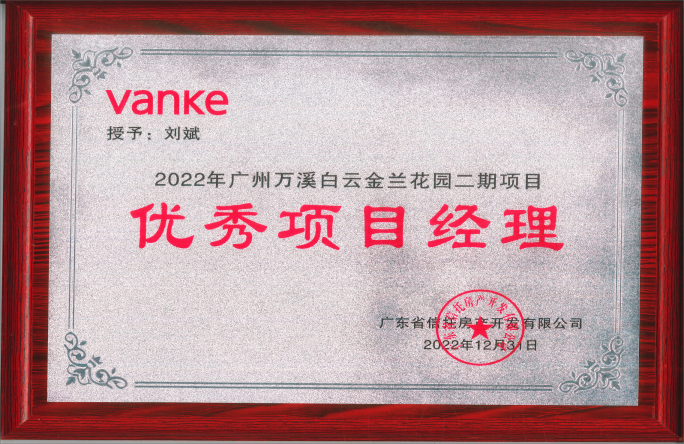 vanke
授予：刘斌
2022年广州万溪白云金兰花园二期项目
优秀项目经理
广东省信托房产开发有限公司
2022年12月31日